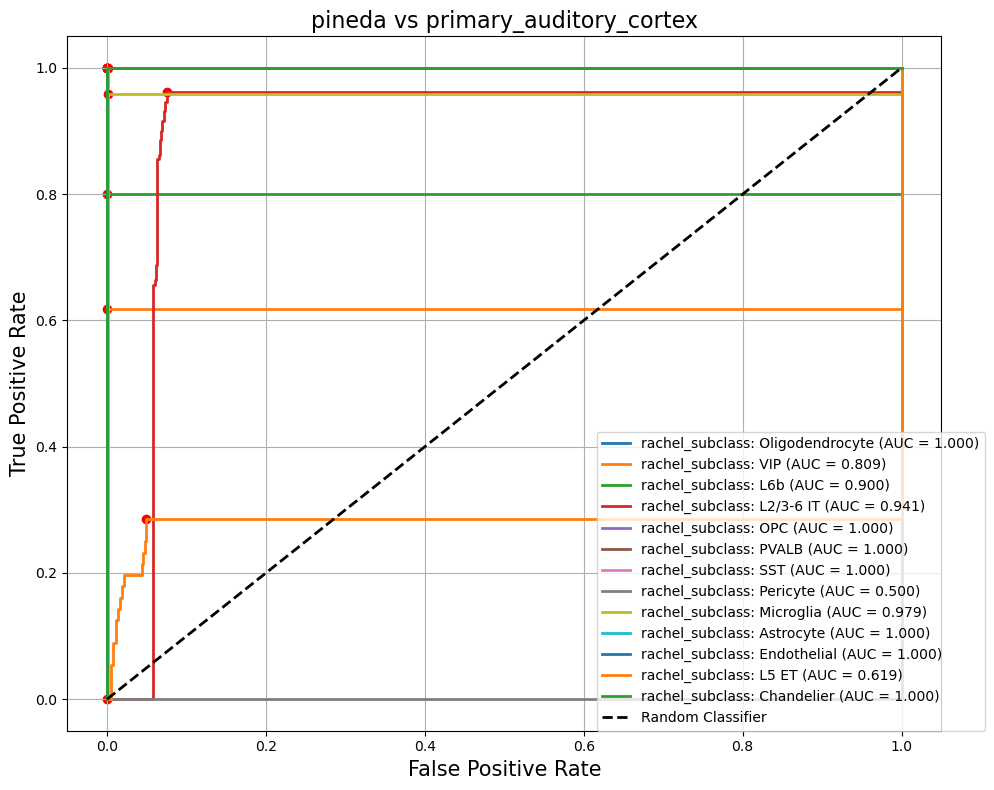 pineda vs primary_auditory_cortex
True Positive Rate
1.0
0.8
0.6
0.4
0.2
0.0
rachel_subclass: Oligodendrocyte (AUC = 1.000)
rachel_subclass: VIP (AUC = 0.809)
rachel_subclass: L6b (AUC = 0.900)
rachel_subclass: L2/3-6 IT (AUC = 0.941)
rachel_subclass: OPC (AUC = 1.000)
rachel_subclass: PVALB (AUC = 1.000)
rachel_subclass: SST (AUC = 1.000)
rachel_subclass: Pericyte (AUC = 0.500)
rachel_subclass: Microglia (AUC = 0.979)
rachel_subclass: Astrocyte (AUC = 1.000)
rachel_subclass: Endothelial (AUC = 1.000)
rachel_subclass: L5 ET (AUC = 0.619)
rachel_subclass: Chandelier (AUC = 1.000)
Random Classifier
0.0 0.2 0.4 0.6 0.8 1.0
False Positive Rate